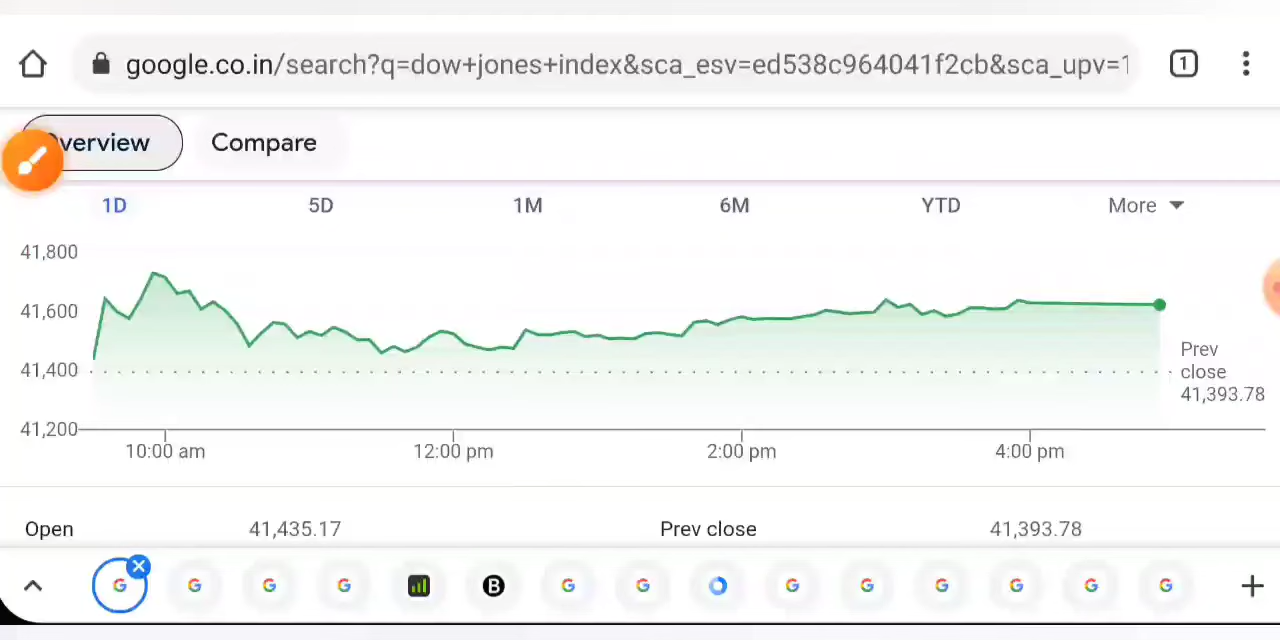 google.co.in/search?q=dow+jones+index&sca_esv=ed538c964041f2cb&sca_upv=1
1
verview Compare
1D 5D 1M 6M YTD More
41,800
41,600
41,400
41,200
Prev
close
41,393.78
10:00 am 12:00 pm 2:00 pm 4:00 pm
Open 41,435.17 Prev close 41,393.78
G G G G B G G G G G G G G